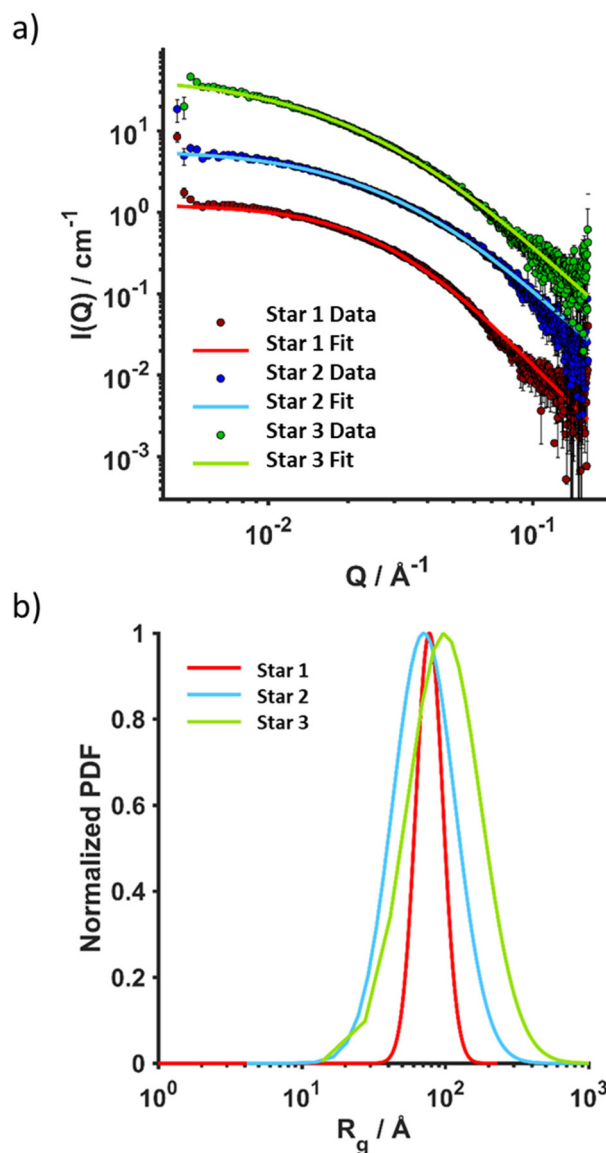 a)
I(Q) / cm⁻¹
10¹
10⁰
10⁻¹
10⁻²
10⁻³
Star 1 Data
Star 1 Fit
Star 2 Data
Star 2 Fit
Star 3 Data
Star 3 Fit
10⁻² 10⁻¹
Q / Å⁻¹
b)
Normalized PDF
1
0.8
0.6
0.4
0.2
0
Star 1
Star 2
Star 3
10⁰ 10¹ 10² 10³
R_g / Å